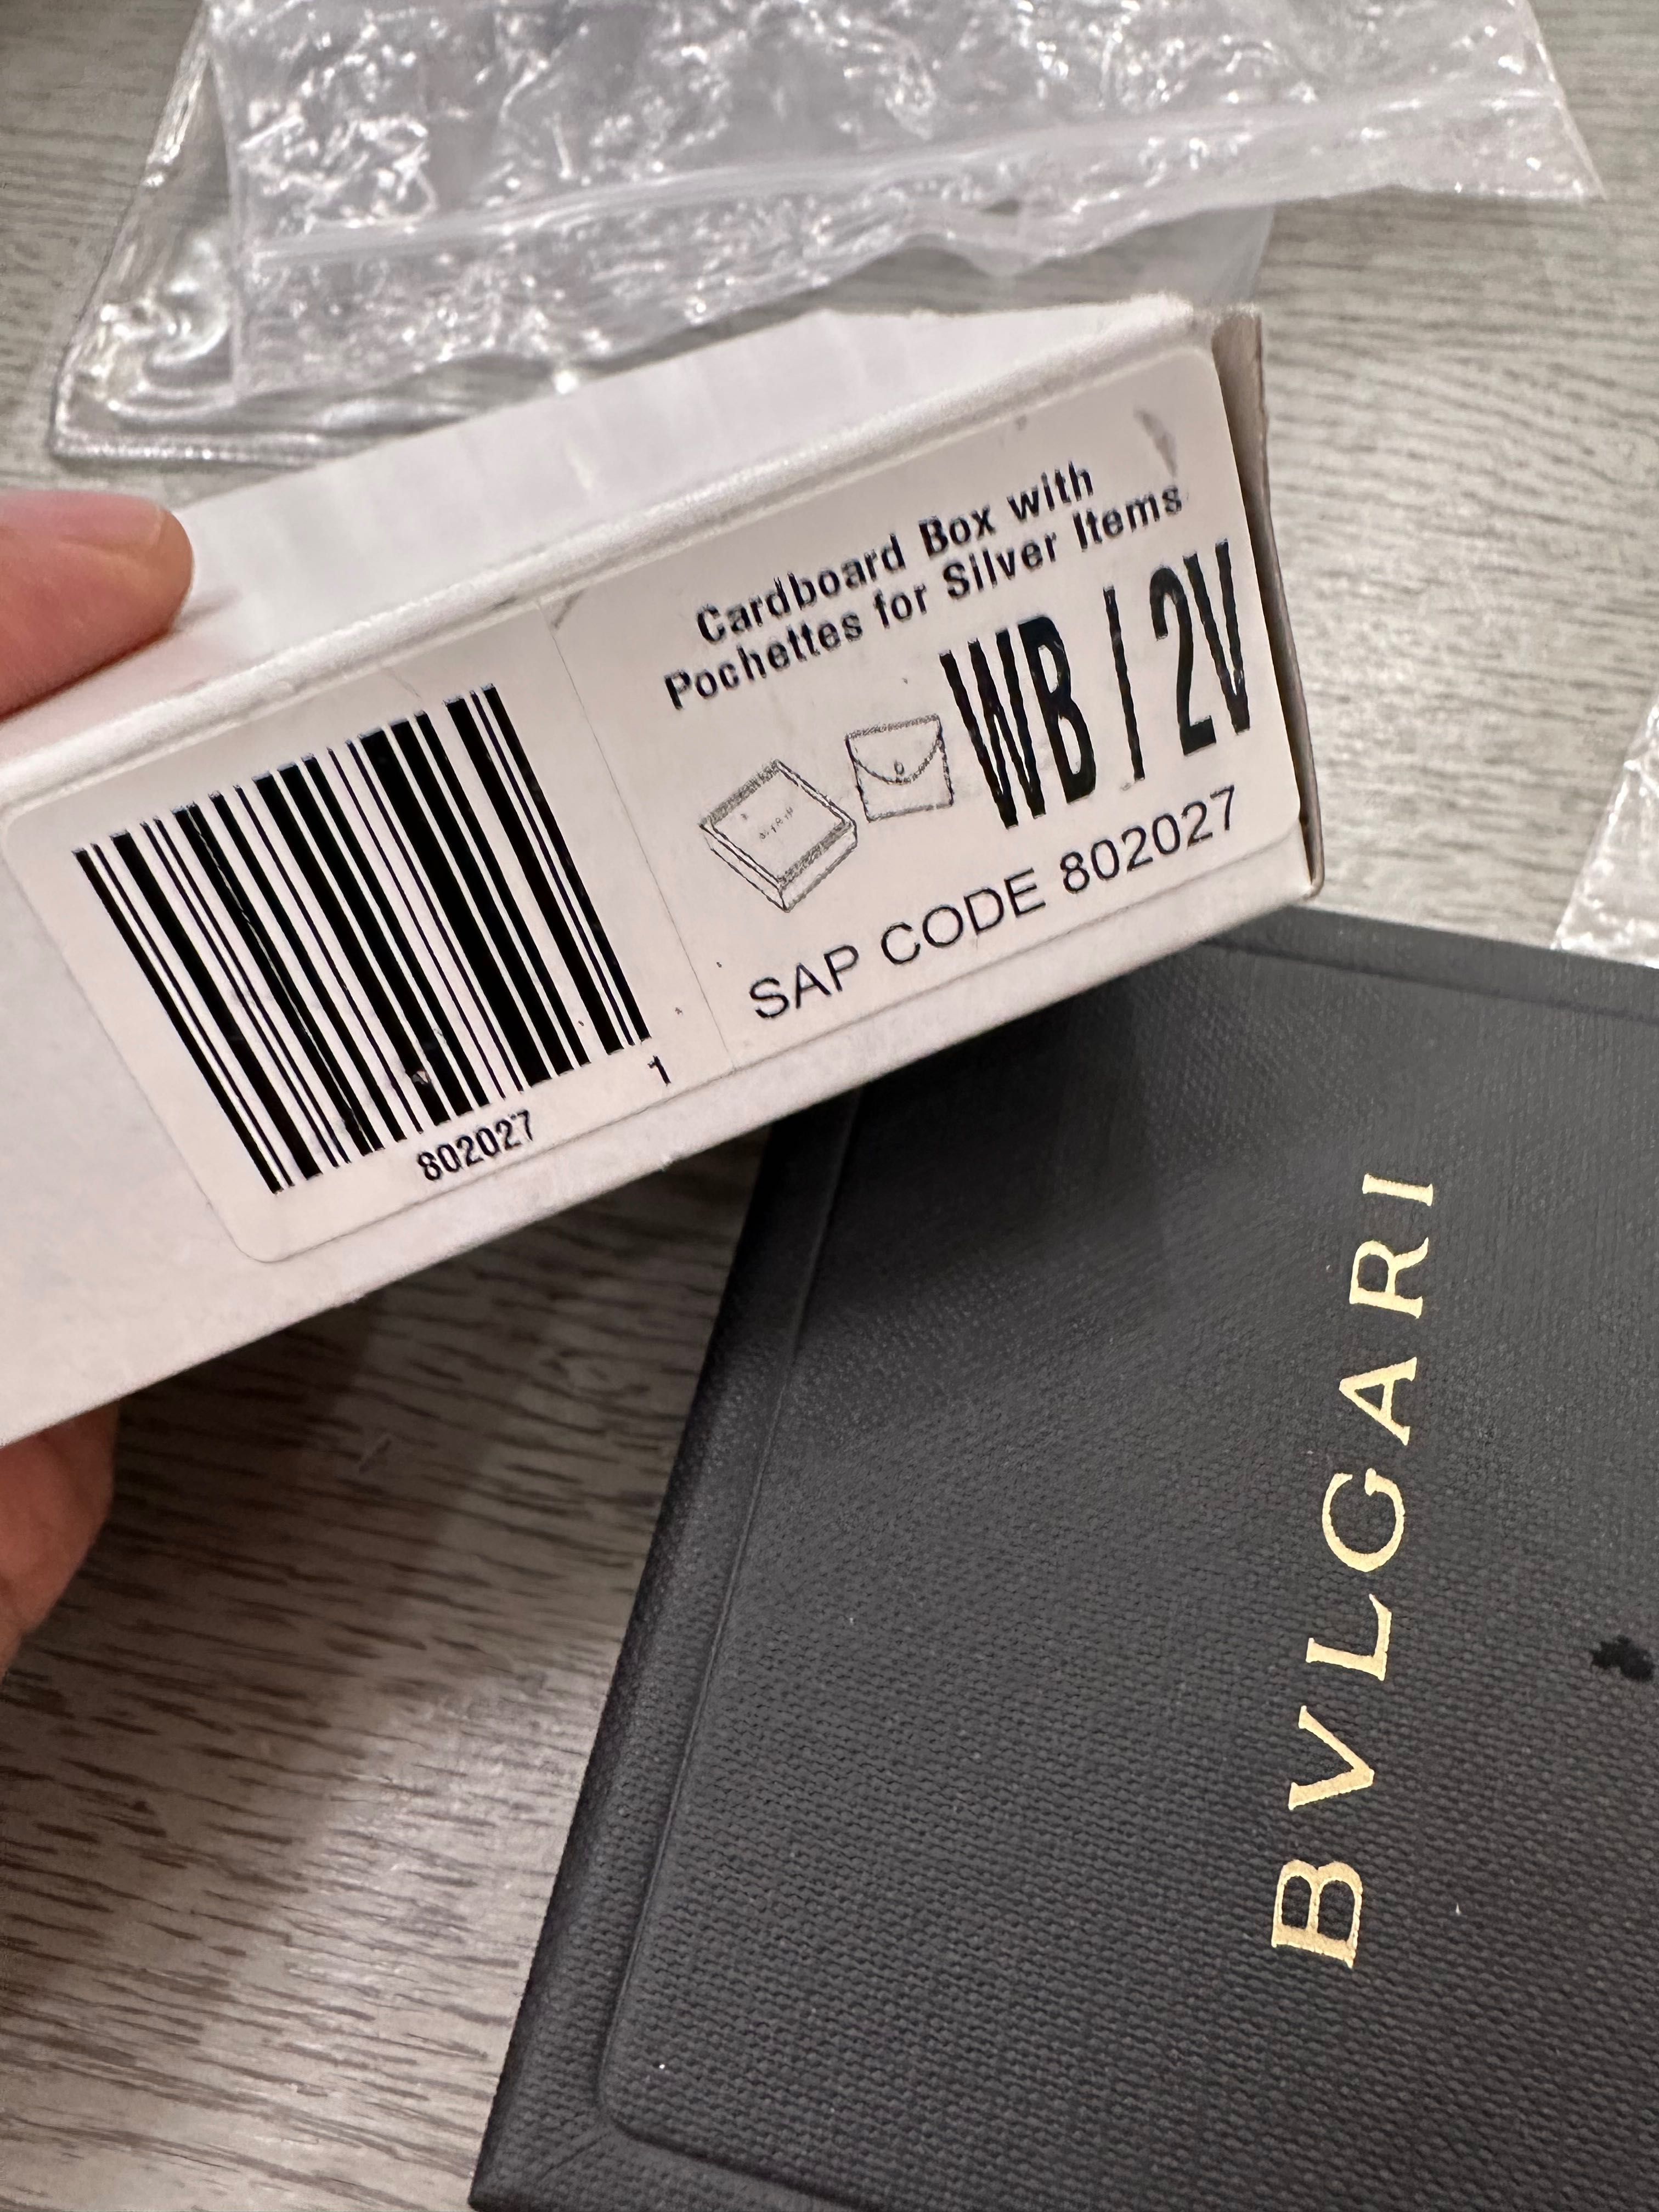 Cardboard Box with
Pochettes for Silver Items
WB / 2V
SAP CODE 802027
802027
1
BVLGARI